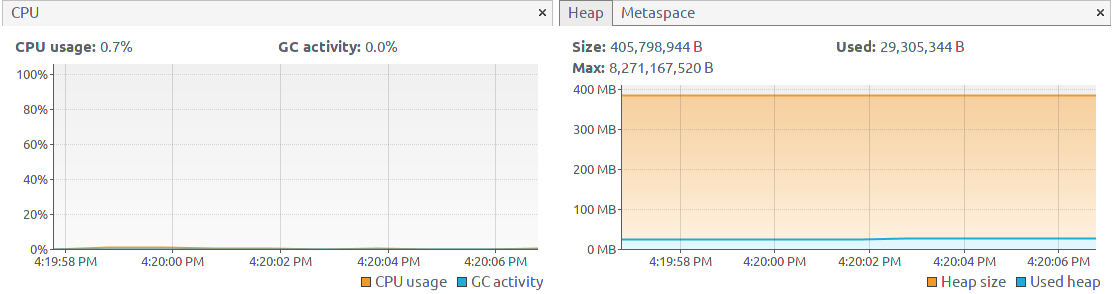 CPU
CPU usage: 0.7% GC activity: 0.0%
100%
80%
60%
40%
20%
0%
4:19:58 PM 4:20:00 PM 4:20:02 PM 4:20:04 PM 4:20:06 PM
CPU usage GC activity
Heap Metaspace
Size: 405,798,944 B Used: 29,305,344 B
Max: 8,271,167,520 B
400 MB
300 MB
200 MB
100 MB
0 MB
4:19:58 PM 4:20:00 PM 4:20:02 PM 4:20:04 PM 4:20:06 PM
Heap size Used heap